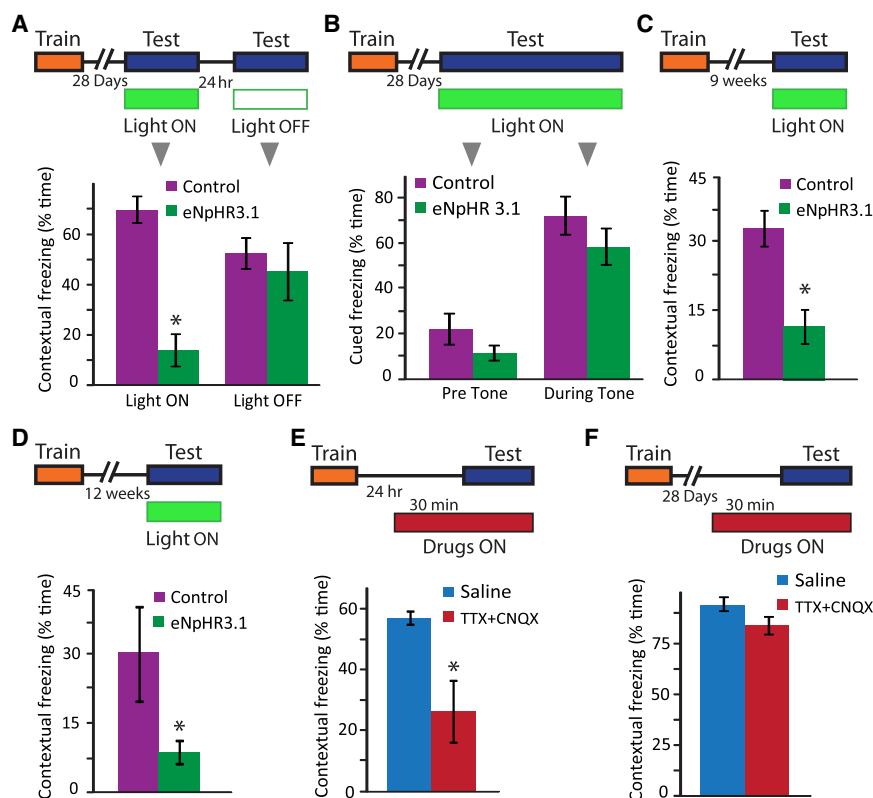 A
Train
Test
Test
28 Days
24 hr
Light ON
Light OFF
Contextual freezing (% time)
60
40
20
0
Control
eNpHR3.1
*
Light ON
Light OFF
B
Train
Test
28 Days
Light ON
Cued freezing (% time)
80
60
40
20
0
Control
eNpHR 3.1
Pre Tone
During Tone
C
Train
Test
9 weeks
Light ON
Contextual freezing (% time)
45
30
15
0
Control
eNpHR3.1
*
D
Train
Test
12 weeks
Light ON
Contextual freezing (% time)
45
30
15
0
Control
eNpHR3.1
*
E
Train
Test
24 hr
30 min
Drugs ON
Contextual freezing (% time)
60
40
20
0
Saline
TTX+CNQX
*
F
Train
Test
28 Days
30 min
Drugs ON
Contextual freezing (% time)
75
50
25
0
Saline
TTX+CNQX